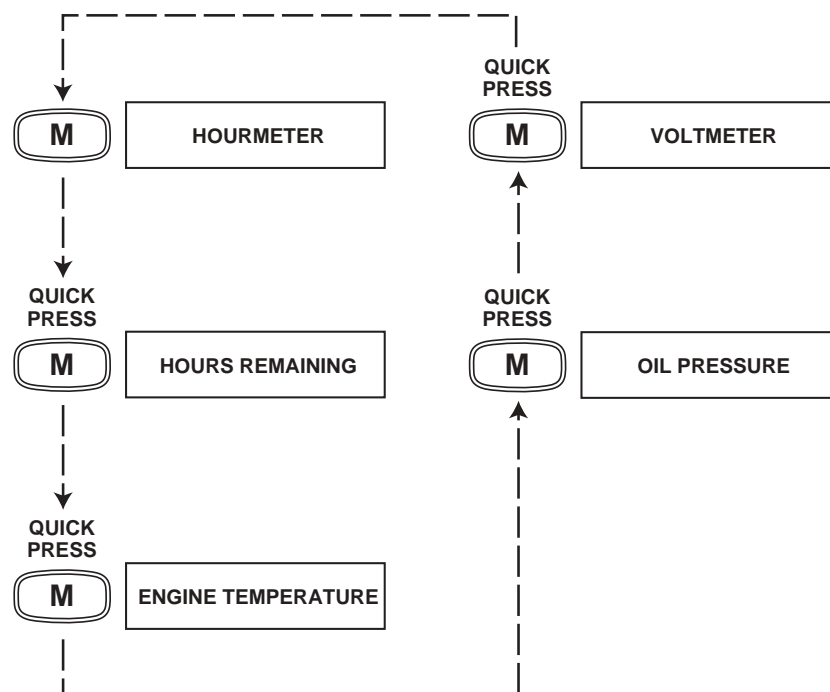 M
HOURMETER
QUICK
PRESS
M
HOURS REMAINING
QUICK
PRESS
M
ENGINE TEMPERATURE
QUICK
PRESS
M
OIL PRESSURE
QUICK
PRESS
M
VOLTMETER